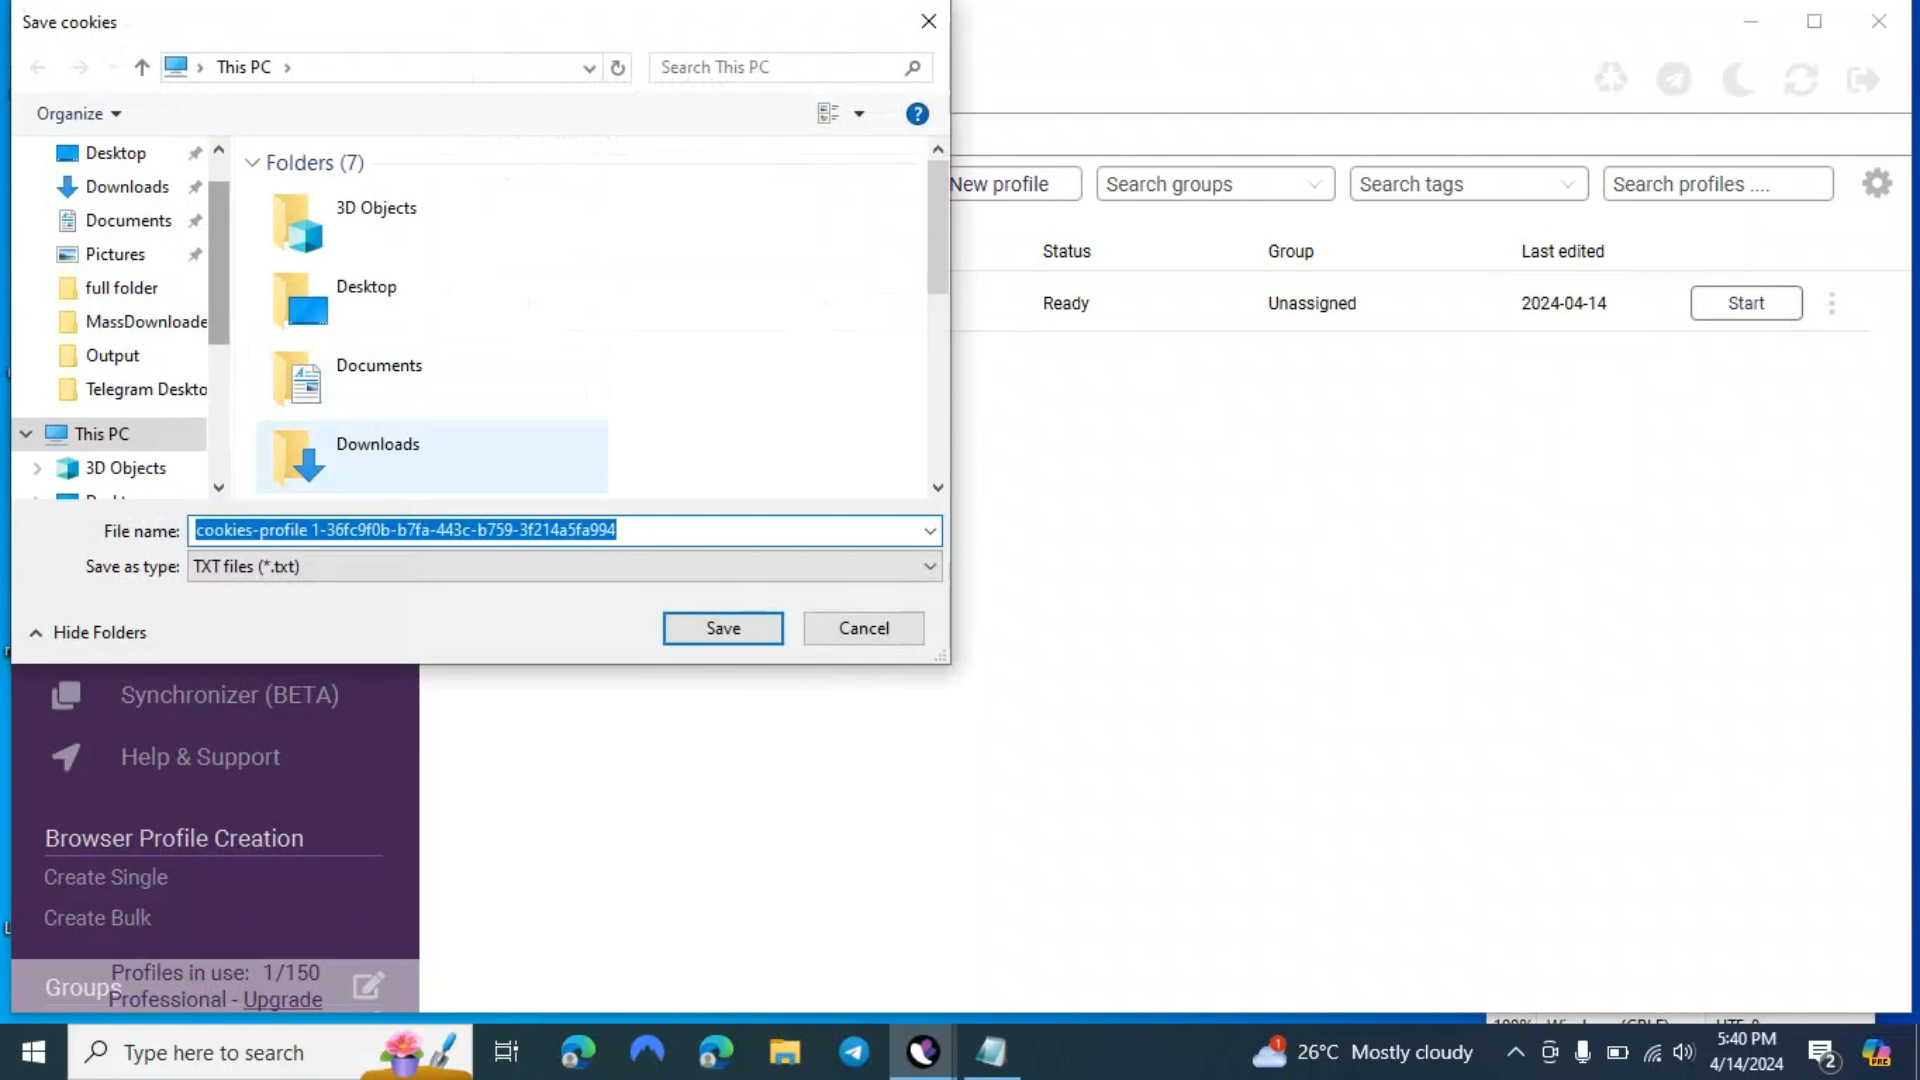 Save cookies
This PC
Search This PC
Organize
Desktop
Downloads
Documents
Pictures
full folder
MassDownloade
Output
Telegram Deskto
This PC
3D Objects
Folders (7)
3D Objects
Desktop
Documents
Downloads
File name:
cookies-profile 1-36fc9f0b-b7fa-443c-b759-3f214a5fa994
Save as type:
TXT files (*.txt)
Hide Folders
Save
Cancel
New profile
Search groups
Search tags
Search profiles ....
Status
Group
Last edited
Ready
Unassigned
2024-04-14
Start
Synchronizer (BETA)
Help & Support
Browser Profile Creation
Create Single
Create Bulk
Groups
Profiles in use: 1/150
Professional - Upgrade
Type here to search
1
26°C Mostly cloudy
5:40 PM
4/14/2024
2
PRE